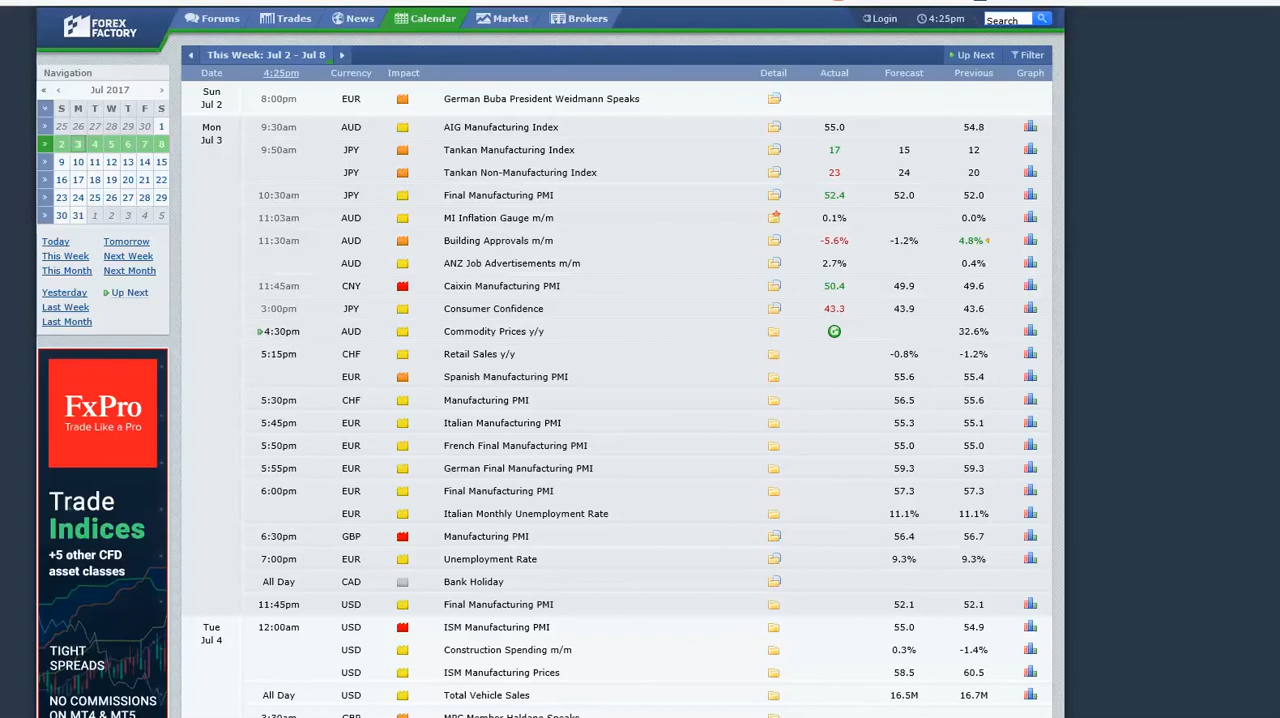 FOREX
FACTORY
Forums
Trades
News
Calendar
Market
Brokers
Login
4:25pm
Search
Navigation
« ‹ Jul 2017 ›
S M T W T F S
» 25 26 27 28 29 30 1
» 2 3 4 5 6 7 8
» 9 10 11 12 13 14 15
» 16 17 18 19 20 21 22
» 23 24 25 26 27 28 29
» 30 31 1 2 3 4 5
Today Tomorrow
This Week Next Week
This Month Next Month
Yesterday Up Next
Last Week
Last Month
FxPro
Trade Like a Pro
Trade
Indices
+5 other CFD
asset classes
TIGHT
SPREADS
NO COMMISSIONS
ON MT4 & MT5
This Week: Jul 2 - Jul 8
Up Next
Filter
Date 4:25pm Currency Impact Detail Actual Forecast Previous Graph
Sun
Jul 2
8:00pm EUR German Buba President Weidmann Speaks
Mon
Jul 3
9:30am AUD AIG Manufacturing Index 55.0 54.8
9:50am JPY Tankan Manufacturing Index 17 15 12
JPY Tankan Non-Manufacturing Index 23 24 20
10:30am JPY Final Manufacturing PMI 52.4 52.0 52.0
11:03am AUD MI Inflation Gauge m/m 0.1% 0.0%
11:30am AUD Building Approvals m/m -5.6% -1.2% 4.8%
AUD ANZ Job Advertisements m/m 2.7% 0.4%
11:45am CNY Caixin Manufacturing PMI 50.4 49.9 49.6
3:00pm JPY Consumer Confidence 43.3 43.9 43.6
4:30pm AUD Commodity Prices y/y 32.6%
5:15pm CHF Retail Sales y/y -0.8% -1.2%
EUR Spanish Manufacturing PMI 55.6 55.4
5:30pm CHF Manufacturing PMI 56.5 55.6
5:45pm EUR Italian Manufacturing PMI 55.3 55.1
5:50pm EUR French Final Manufacturing PMI 55.0 55.0
5:55pm EUR German Final Manufacturing PMI 59.3 59.3
6:00pm EUR Final Manufacturing PMI 57.3 57.3
EUR Italian Monthly Unemployment Rate 11.1% 11.1%
6:30pm GBP Manufacturing PMI 56.4 56.7
7:00pm EUR Unemployment Rate 9.3% 9.3%
All Day CAD Bank Holiday
11:45pm USD Final Manufacturing PMI 52.1 52.1
Tue
Jul 4
12:00am USD ISM Manufacturing PMI 55.0 54.9
USD Construction Spending m/m 0.3% -1.4%
USD ISM Manufacturing Prices 58.5 60.5
All Day USD Total Vehicle Sales 16.5M 16.7M
3:30am GBP MPC Member Haldane Speaks